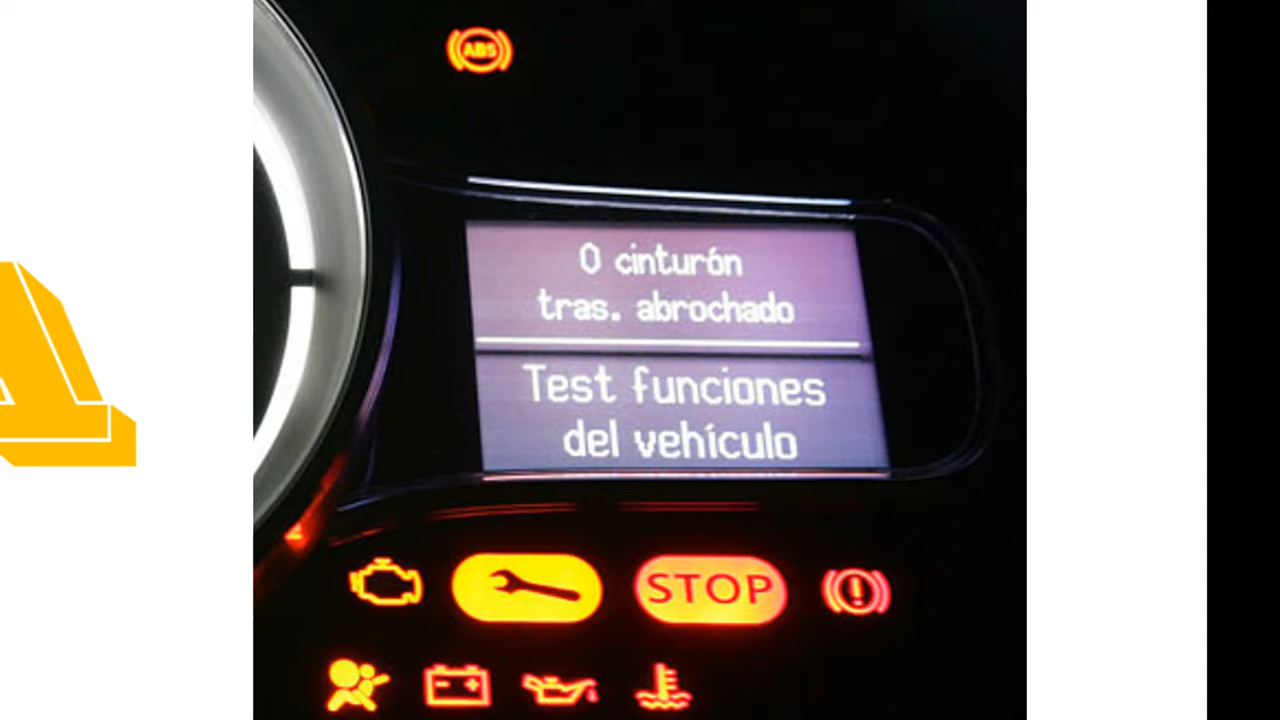 ABS
0 cinturón
tras. abrochado
Test funciones
del vehículo
STOP